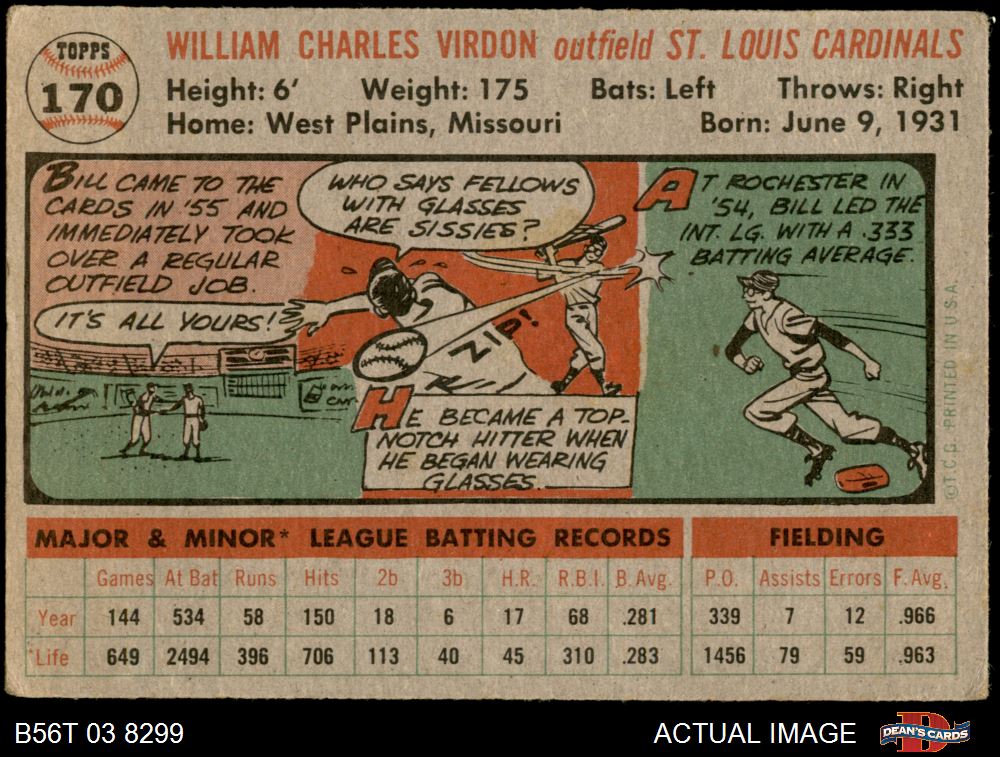 TOPPS
170
WILLIAM CHARLES VIRDON outfield ST. LOUIS CARDINALS
Height: 6' Weight: 175 Bats: Left Throws: Right
Home: West Plains, Missouri Born: June 9, 1931
BILL CAME TO THE
CARDS IN '55 AND
IMMEDIATELY TOOK
OVER A REGULAR
OUTFIELD JOB.
IT'S ALL YOURS!
WHO SAYS FELLOWS
WITH GLASSES
ARE SISSIES?
ZIP!
HE BECAME A TOP-
NOTCH HITTER WHEN
HE BEGAN WEARING
GLASSES.
AT ROCHESTER IN
'54, BILL LED THE
INT. LG. WITH A .333
BATTING AVERAGE.
©T.C.G. PRINTED IN U.S.A.
MAJOR & MINOR* LEAGUE BATTING RECORDS FIELDING
Games At Bat Runs Hits 2b 3b H.R. R.B.I. B. Avg. P.O. Assists Errors F. Avg.
Year 144 534 58 150 18 6 17 68 .281 339 7 12 .966
*Life 649 2494 396 706 113 40 45 310 .283 1456 79 59 .963
B56T 03 8299 ACTUAL IMAGE DEAN'S CARDS